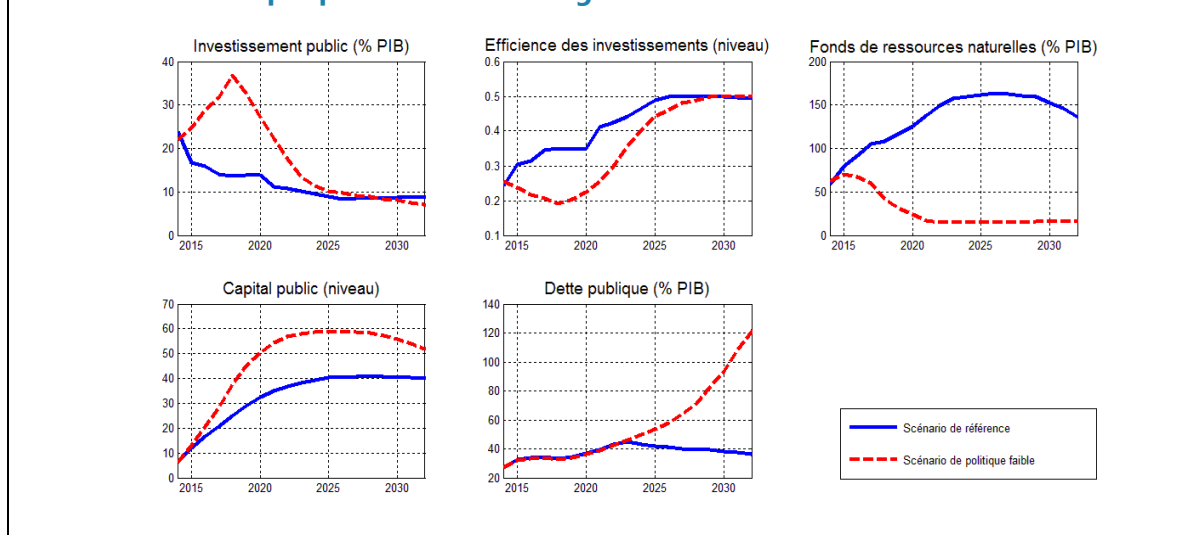 Investissement public (% PIB)
40
30
20
10
0
2015 2020 2025 2030
Efficience des investissements (niveau)
0.6
0.5
0.4
0.3
0.2
0.1
2015 2020 2025 2030
Fonds de ressources naturelles (% PIB)
200
150
100
50
0
2015 2020 2025 2030
Capital public (niveau)
70
60
50
40
30
20
10
0
2015 2020 2025 2030
Dette publique (% PIB)
140
120
100
80
60
40
20
2015 2020 2025 2030
Scénario de référence
Scénario de politique faible